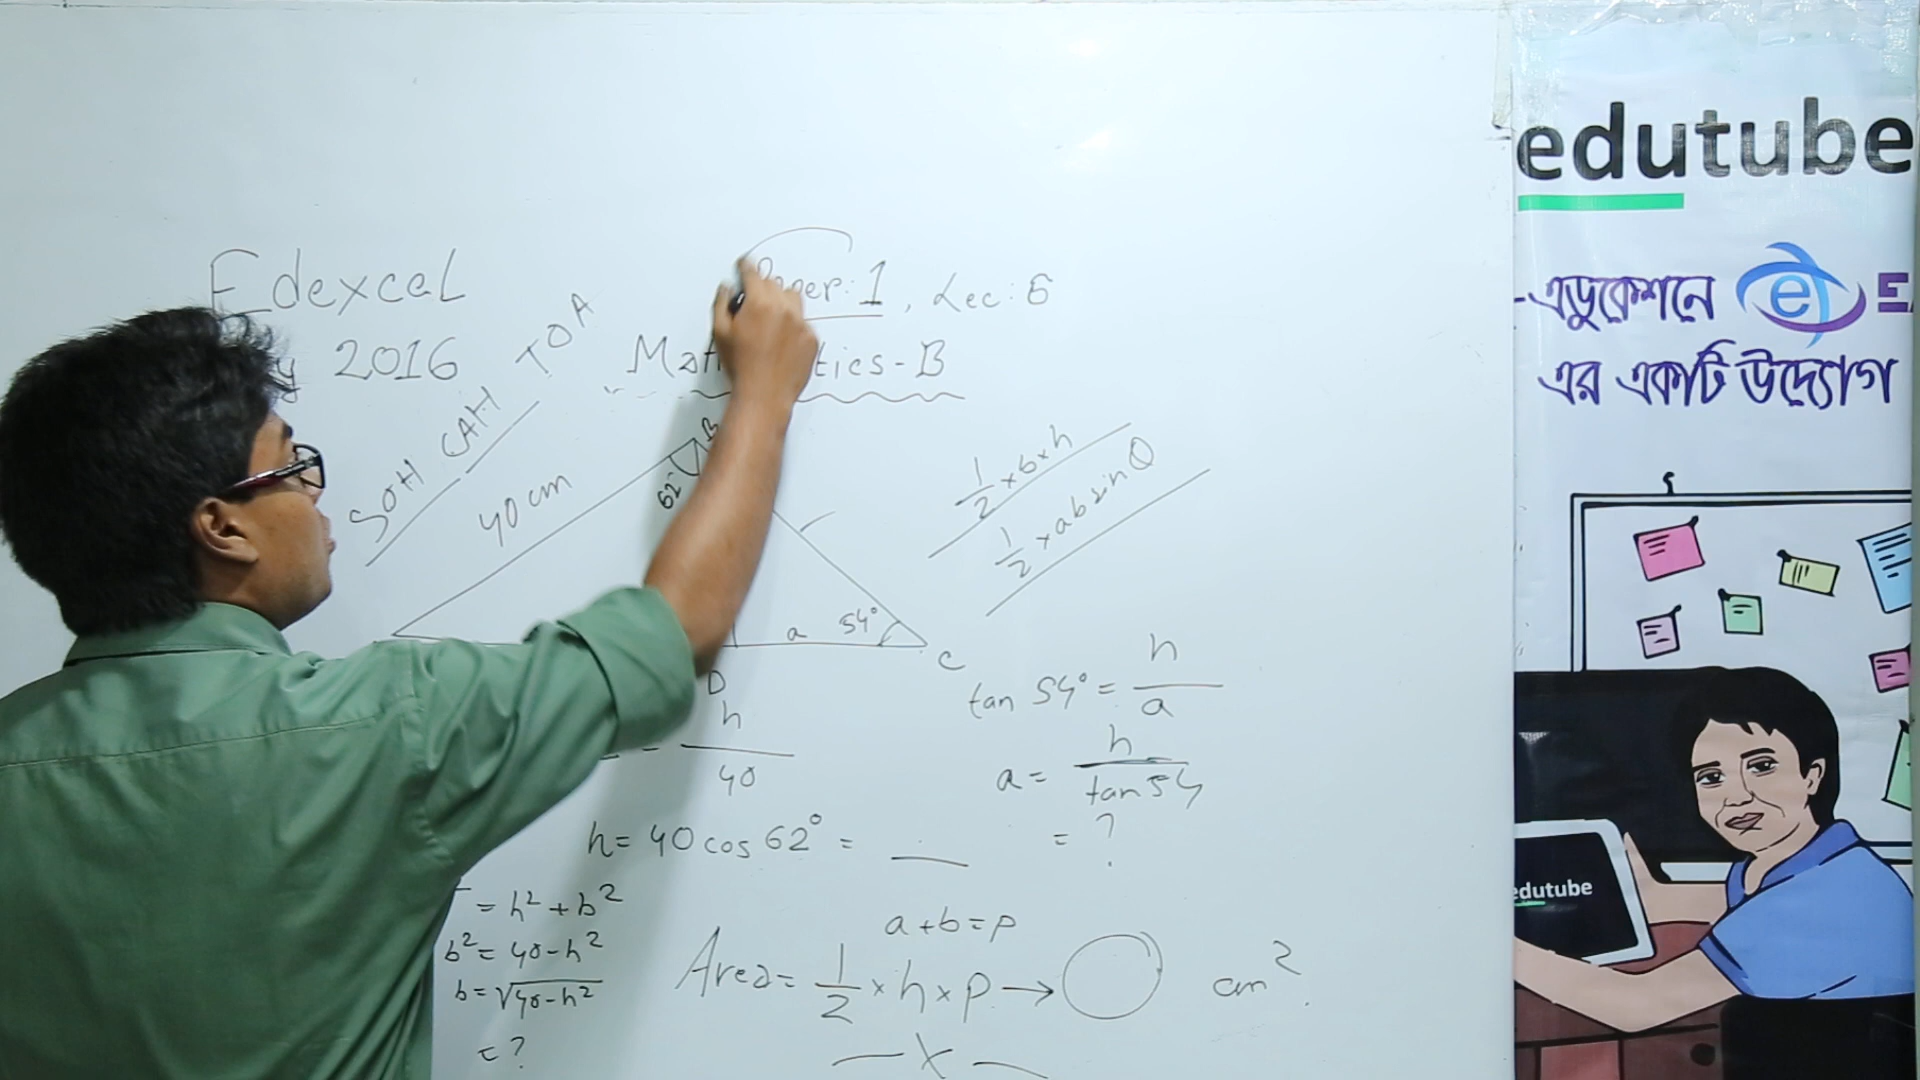 Edexcel
2016
Paper: 1, Lec: 6
Mathematics-B
SOH CAH TOA
40 cm
B
62°
1/2 × b × h
1/2 × ab sin θ
a
54°
C
D
h
40
tan 54° = h/a
a = h/tan 54
= ?
h = 40 cos 62° =
= h² + b²
b² = 40 - h²
b = √40 - h²
= ?
a + b = p
Area = 1/2 × h × p → cm²
x
edutube
-এডুকেশনে e
এর একটি উদ্যোগ
edutube